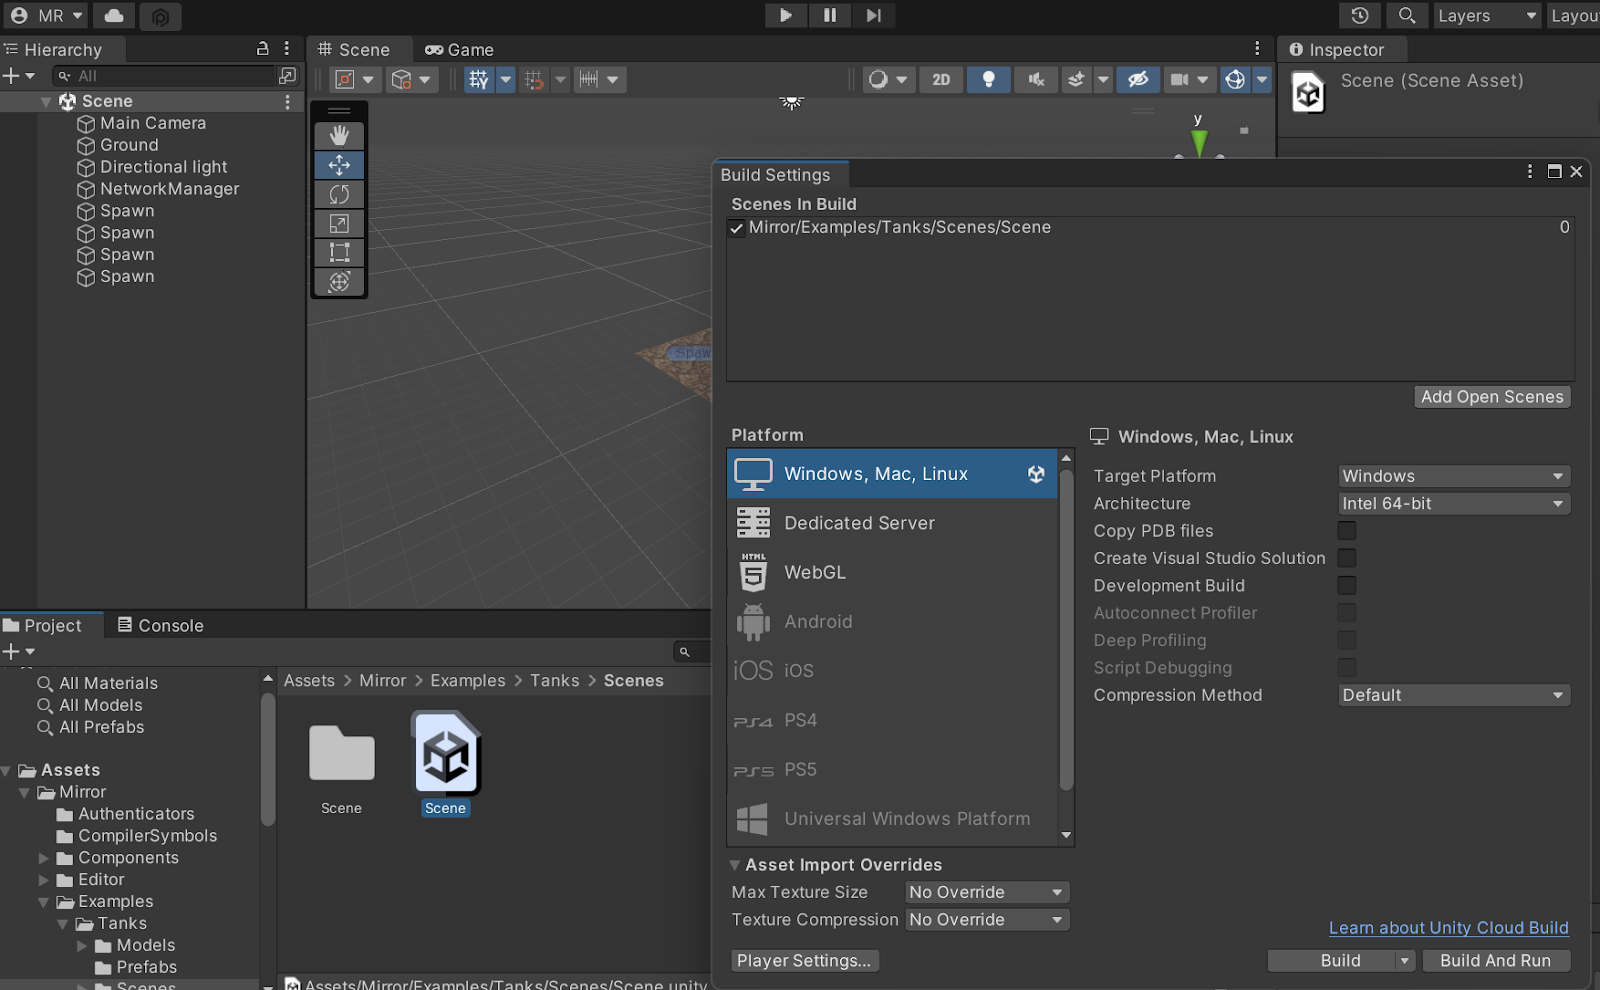 MR
Layers
Layou
Hierarchy
All
Scene
Main Camera
Ground
Directional light
NetworkManager
Spawn
Spawn
Spawn
Spawn
Scene
Game
2D
y
Spaw
Inspector
Scene (Scene Asset)
Build Settings
Scenes In Build
Mirror/Examples/Tanks/Scenes/Scene 0
Add Open Scenes
Platform
Windows, Mac, Linux
Dedicated Server
HTML
5
WebGL
Android
iOS iOS
PS4 PS4
PS5 PS5
Universal Windows Platform
Windows, Mac, Linux
Target Platform Windows
Architecture Intel 64-bit
Copy PDB files
Create Visual Studio Solution
Development Build
Autoconnect Profiler
Deep Profiling
Script Debugging
Compression Method Default
Asset Import Overrides
Max Texture Size No Override
Texture Compression No Override
Learn about Unity Cloud Build
Player Settings...
Build
Build And Run
Project
Console
All Materials
All Models
All Prefabs
Assets
Mirror
Authenticators
CompilerSymbols
Components
Editor
Examples
Tanks
Models
Prefabs
Scenes
Assets > Mirror > Examples > Tanks > Scenes
Scene
Scene
Assets/Mirror/Examples/Tanks/Scenes/Scene.unity